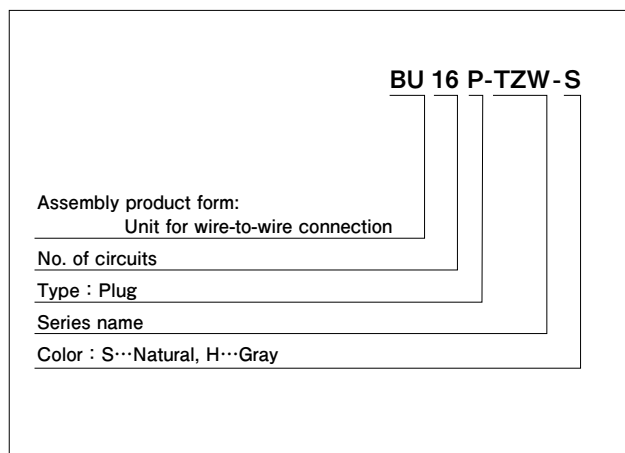 BU 16 P-TZW-S
Assembly product form:
Unit for wire-to-wire connection
No. of circuits
Type : Plug
Series name
Color : S…Natural, H…Gray